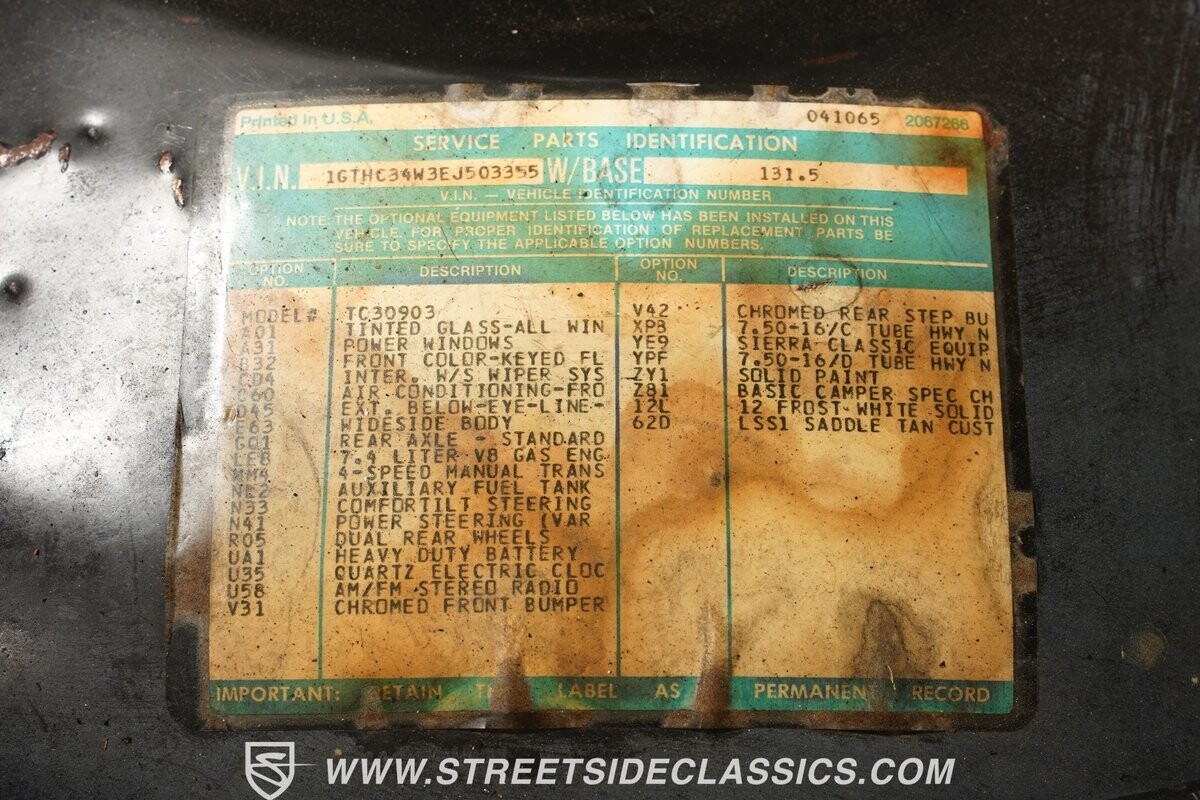 Printed In U.S.A. 041065 2067266
SERVICE PARTS IDENTIFICATION
V.I.N. 1GTHC34W3EJ503355 W/BASE 131.5
V.I.N. — VEHICLE IDENTIFICATION NUMBER
NOTE: THE OPTIONAL EQUIPMENT LISTED BELOW HAS BEEN INSTALLED ON THIS
VEHICLE. FOR PROPER IDENTIFICATION OF REPLACEMENT PARTS BE
SURE TO SPECIFY THE APPLICABLE OPTION NUMBERS.
OPTION NO. DESCRIPTION OPTION NO. DESCRIPTION
MODEL# TC30903
A01 TINTED GLASS-ALL WIN
A31 POWER WINDOWS
B32 FRONT COLOR-KEYED FL
CD4 INTER. W/S WIPER SYS
C60 AIR CONDITIONING-FRO
D45 EXT. BELOW-EYE-LINE-
E63 WIDESIDE BODY
G01 REAR AXLE - STANDARD
LE8 7.4 LITER V8 GAS ENG
MM4 4-SPEED MANUAL TRANS
NE2 AUXILIARY FUEL TANK
N33 COMFORTILT STEERING
N41 POWER STEERING (VAR
R05 DUAL REAR WHEELS
UA1 HEAVY DUTY BATTERY
U35 QUARTZ ELECTRIC CLOC
U58 AM/FM STEREO RADIO
V31 CHROMED FRONT BUMPER
V42 CHROMED REAR STEP BU
XPB 7.50-16/C TUBE HWY N
YE9 SIERRA CLASSIC EQUIP
YPF 7.50-16/D TUBE HWY N
ZY1 SOLID PAINT
Z81 BASIC CAMPER SPEC CH
12L 12 FROST WHITE SOLID
62D LSS1 SADDLE TAN CUST
IMPORTANT: RETAIN LABEL AS PERMANENT RECORD
WWW.STREETSIDECLASSICS.COM